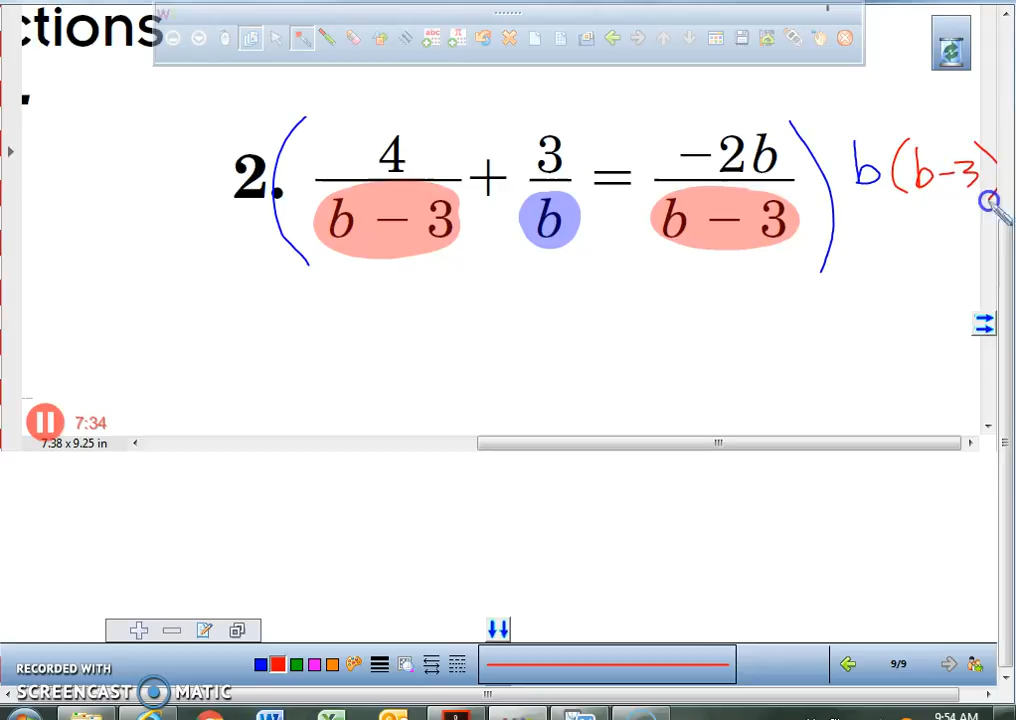 ctions
2. ( 4/(b − 3) + 3/b = −2b/(b − 3) ) b (b-3)
7:34
7.38 x 9.25 in
9/9
RECORDED WITH
SCREENCAST MATIC
9:54 AM